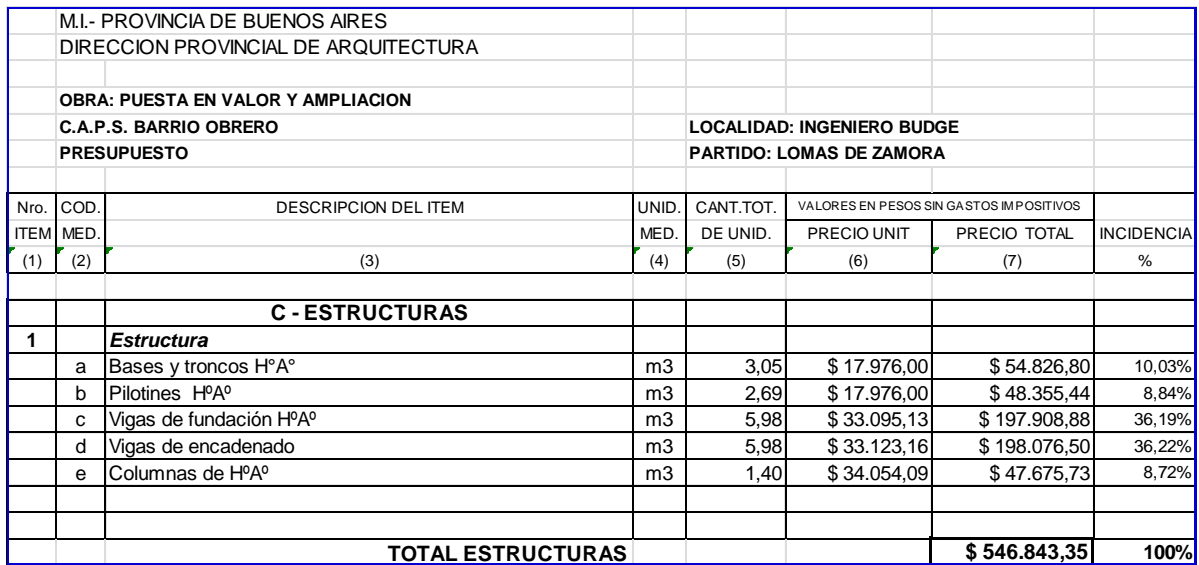 M.I.- PROVINCIA DE BUENOS AIRES
DIRECCION PROVINCIAL DE ARQUITECTURA
OBRA: PUESTA EN VALOR Y AMPLIACION
C.A.P.S. BARRIO OBRERO LOCALIDAD: INGENIERO BUDGE
PRESUPUESTO PARTIDO: LOMAS DE ZAMORA
Nro. COD. DESCRIPCION DEL ITEM UNID. CANT.TOT. VALORES EN PESOS SIN GASTOS IMPOSITIVOS
ITEM MED. MED. DE UNID. PRECIO UNIT PRECIO TOTAL INCIDENCIA
(1) (2) (3) (4) (5) (6) (7) %
C - ESTRUCTURAS
1 Estructura
a Bases y troncos H°A° m3 3,05 $ 17.976,00 $ 54.826,80 10,03%
b Pilotines HºAº m3 2,69 $ 17.976,00 $ 48.355,44 8,84%
c Vigas de fundación HºAº m3 5,98 $ 33.095,13 $ 197.908,88 36,19%
d Vigas de encadenado m3 5,98 $ 33.123,16 $ 198.076,50 36,22%
e Columnas de HºAº m3 1,40 $ 34.054,09 $ 47.675,73 8,72%
TOTAL ESTRUCTURAS $ 546.843,35 100%